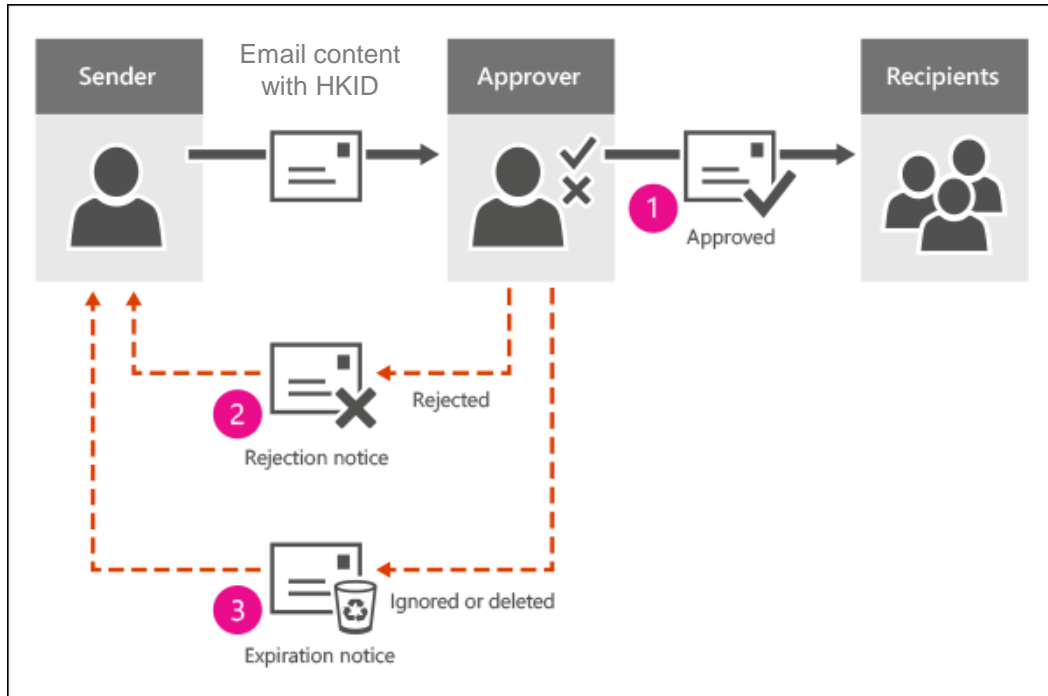 Sender
Email content
with HKID
Approver
Recipients
1
Approved
2
Rejected
Rejection notice
3
Ignored or deleted
Expiration notice